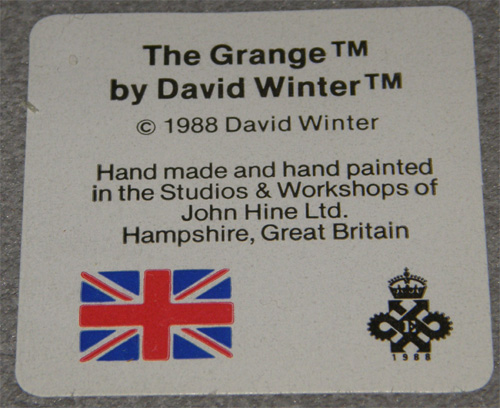 The Grange™
by David Winter™
© 1988 David Winter
Hand made and hand painted
in the Studios & Workshops of
John Hine Ltd.
Hampshire, Great Britain
E
1988